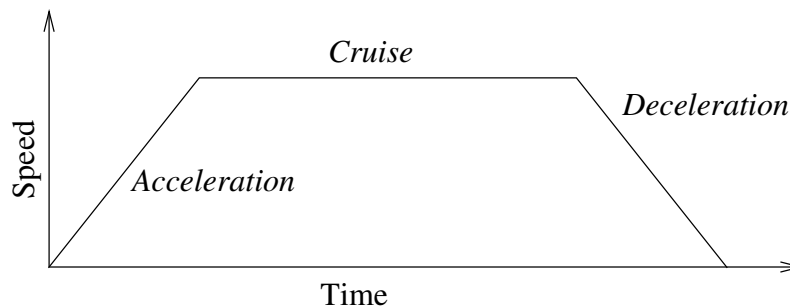 Cruise
Deceleration
Speed
Acceleration
Time